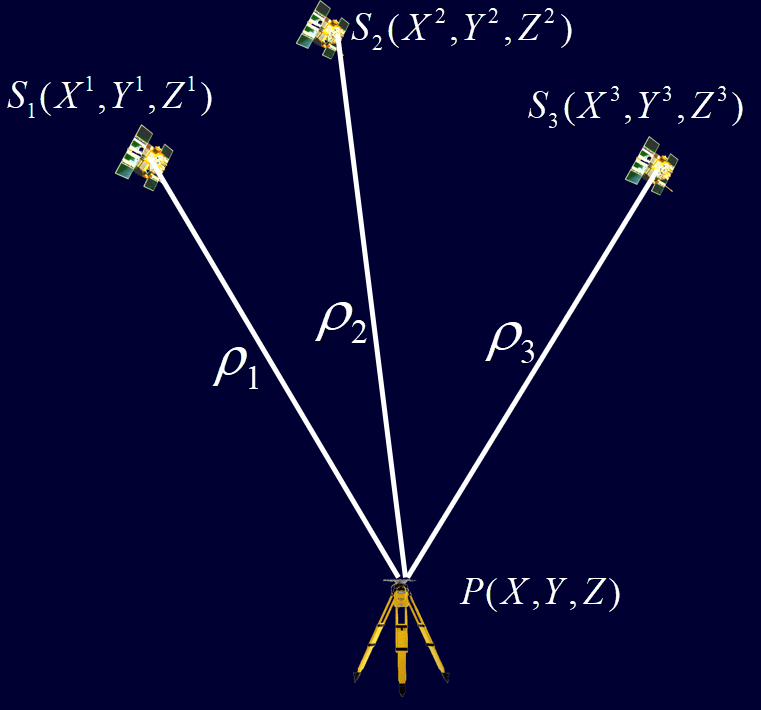 S₂(X², Y², Z²)
S₁(X¹, Y¹, Z¹)
S₃(X³, Y³, Z³)
ρ₂
ρ₃
ρ₁
P(X, Y, Z)